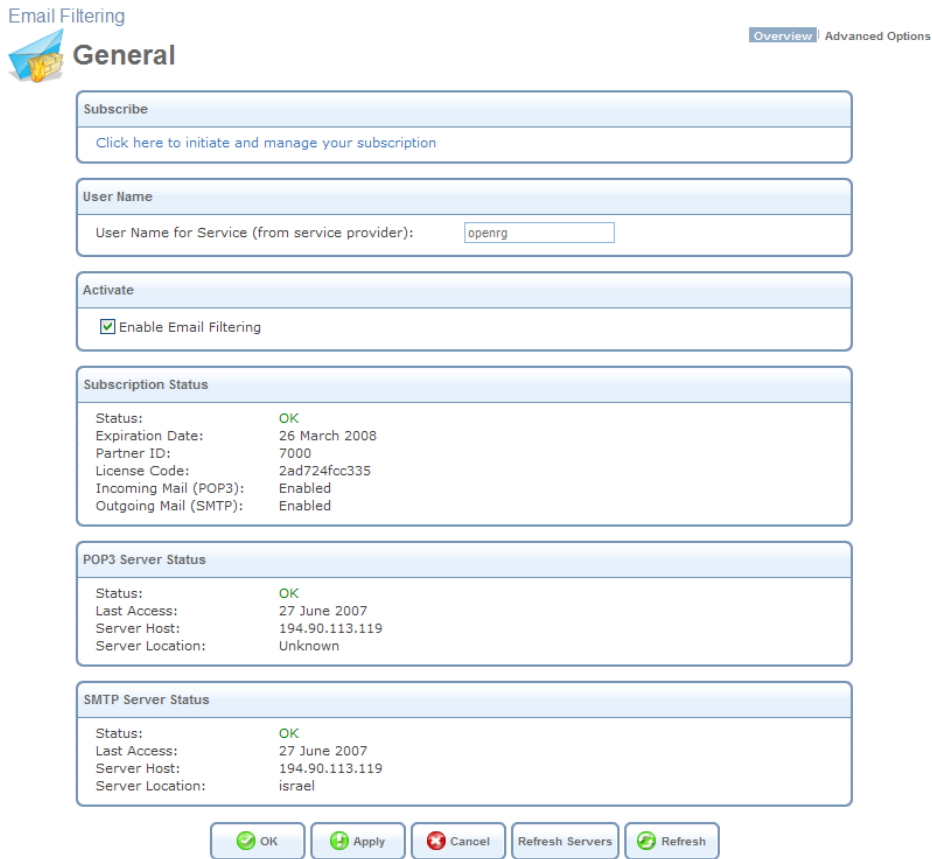 Email Filtering
Overview | Advanced Options
General
Subscribe
Click here to initiate and manage your subscription
User Name
User Name for Service (from service provider): openrg
Activate
Enable Email Filtering
Subscription Status
Status: OK
Expiration Date: 26 March 2008
Partner ID: 7000
License Code: 2ad724fcc335
Incoming Mail (POP3): Enabled
Outgoing Mail (SMTP): Enabled
POP3 Server Status
Status: OK
Last Access: 27 June 2007
Server Host: 194.90.113.119
Server Location: Unknown
SMTP Server Status
Status: OK
Last Access: 27 June 2007
Server Host: 194.90.113.119
Server Location: israel
OK Apply Cancel Refresh Servers Refresh